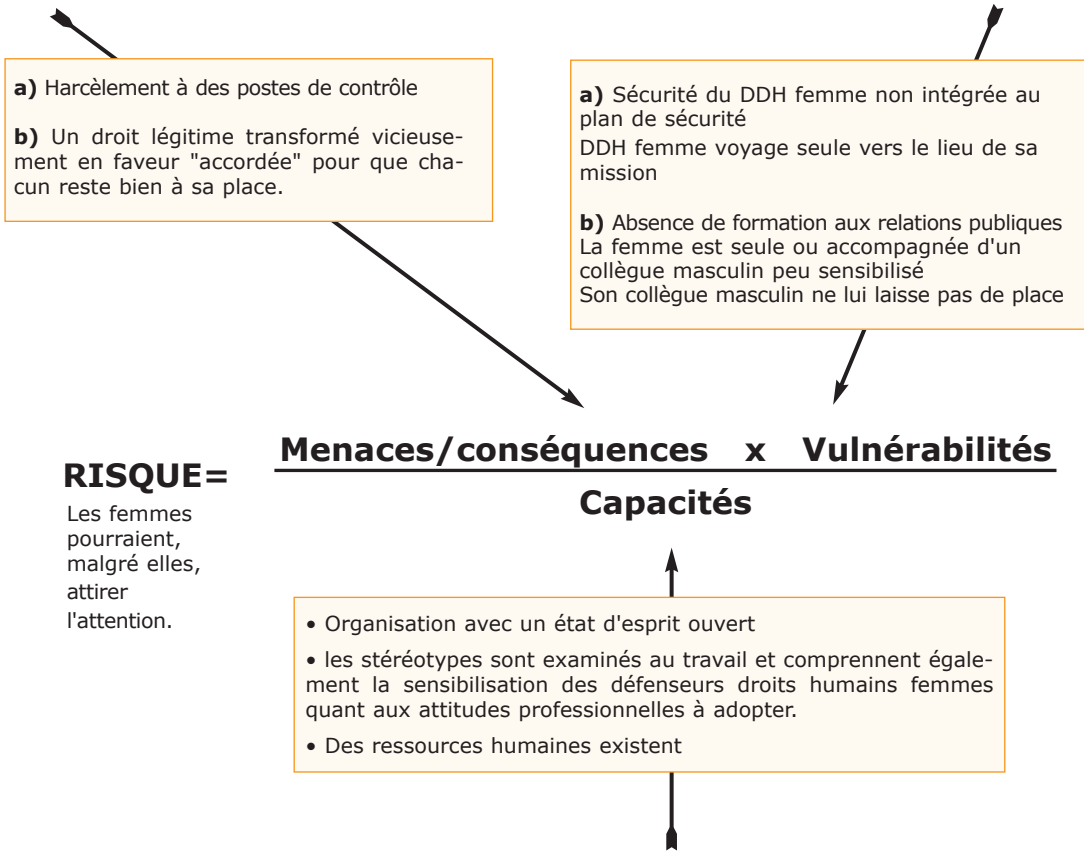 a) Harcèlement à des postes de contrôle
b) Un droit légitime transformé vicieuse-
ment en faveur "accordée" pour que cha-
cun reste bien à sa place.
a) Sécurité du DDH femme non intégrée au
plan de sécurité
DDH femme voyage seule vers le lieu de sa
mission
b) Absence de formation aux relations publiques
La femme est seule ou accompagnée d'un
collègue masculin peu sensibilisé
Son collègue masculin ne lui laisse pas de place
RISQUE=
Menaces/conséquences x Vulnérabilités
Capacités
Les femmes
pourraient,
malgré elles,
attirer
l'attention.
• Organisation avec un état d'esprit ouvert
• les stéréotypes sont examinés au travail et comprennent égale-
ment la sensibilisation des défenseurs droits humains femmes
quant aux attitudes professionnelles à adopter.
• Des ressources humaines existent